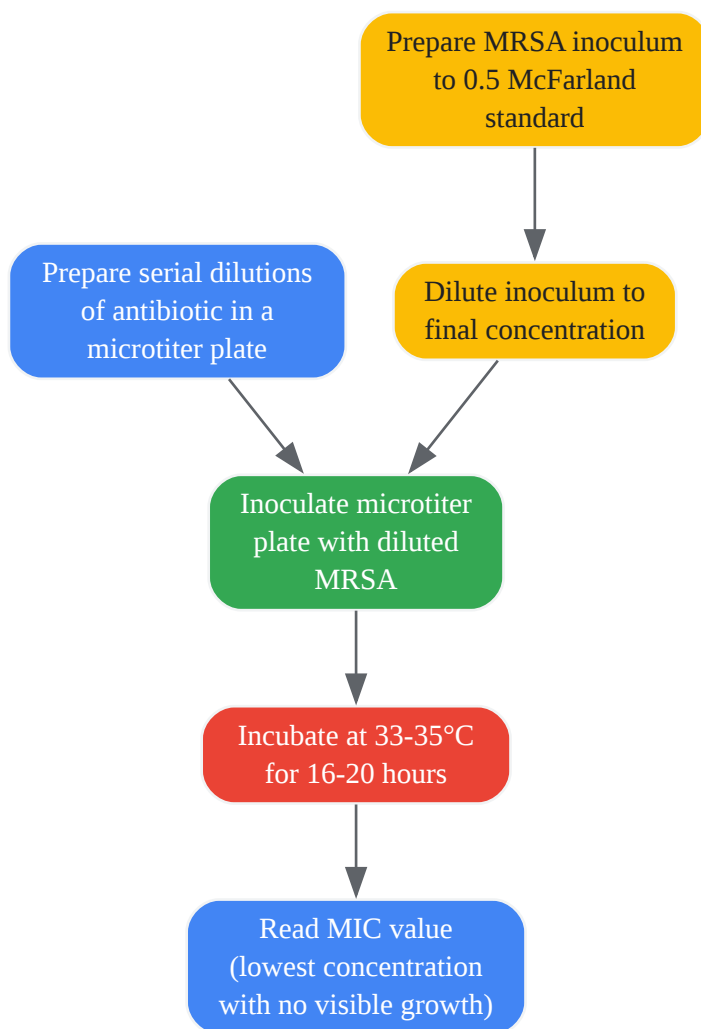 Prepare MRSA inoculum
to 0.5 McFarland
standard
Prepare serial dilutions
of antibiotic in a
microtiter plate
Dilute inoculum to
final concentration
Inoculate microtiter
plate with diluted
MRSA
Incubate at 33-35°C
for 16-20 hours
Read MIC value
(lowest concentration
with no visible growth)